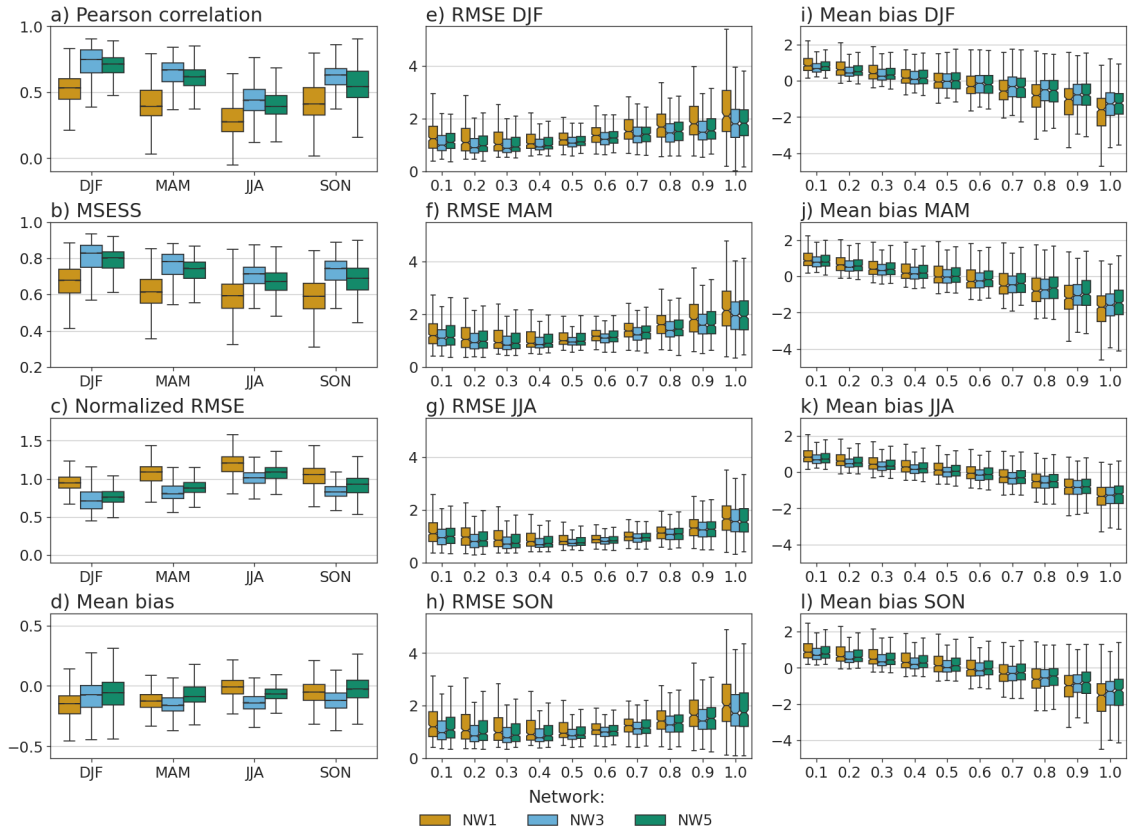 a) Pearson correlation
1.0
0.5
0.0
DJF MAM JJA SON
b) MSESS
1.0
0.8
0.6
0.4
0.2
DJF MAM JJA SON
c) Normalized RMSE
1.5
1.0
0.5
0.0
DJF MAM JJA SON
d) Mean bias
0.5
0.0
−0.5
DJF MAM JJA SON
e) RMSE DJF
4
2
0
0.1 0.2 0.3 0.4 0.5 0.6 0.7 0.8 0.9 1.0
f) RMSE MAM
4
2
0
0.1 0.2 0.3 0.4 0.5 0.6 0.7 0.8 0.9 1.0
g) RMSE JJA
4
2
0
0.1 0.2 0.3 0.4 0.5 0.6 0.7 0.8 0.9 1.0
h) RMSE SON
4
2
0
0.1 0.2 0.3 0.4 0.5 0.6 0.7 0.8 0.9 1.0
i) Mean bias DJF
2
0
−2
−4
0.1 0.2 0.3 0.4 0.5 0.6 0.7 0.8 0.9 1.0
j) Mean bias MAM
2
0
−2
−4
0.1 0.2 0.3 0.4 0.5 0.6 0.7 0.8 0.9 1.0
k) Mean bias JJA
2
0
−2
−4
0.1 0.2 0.3 0.4 0.5 0.6 0.7 0.8 0.9 1.0
l) Mean bias SON
2
0
−2
−4
0.1 0.2 0.3 0.4 0.5 0.6 0.7 0.8 0.9 1.0
Network:
NW1 NW3 NW5